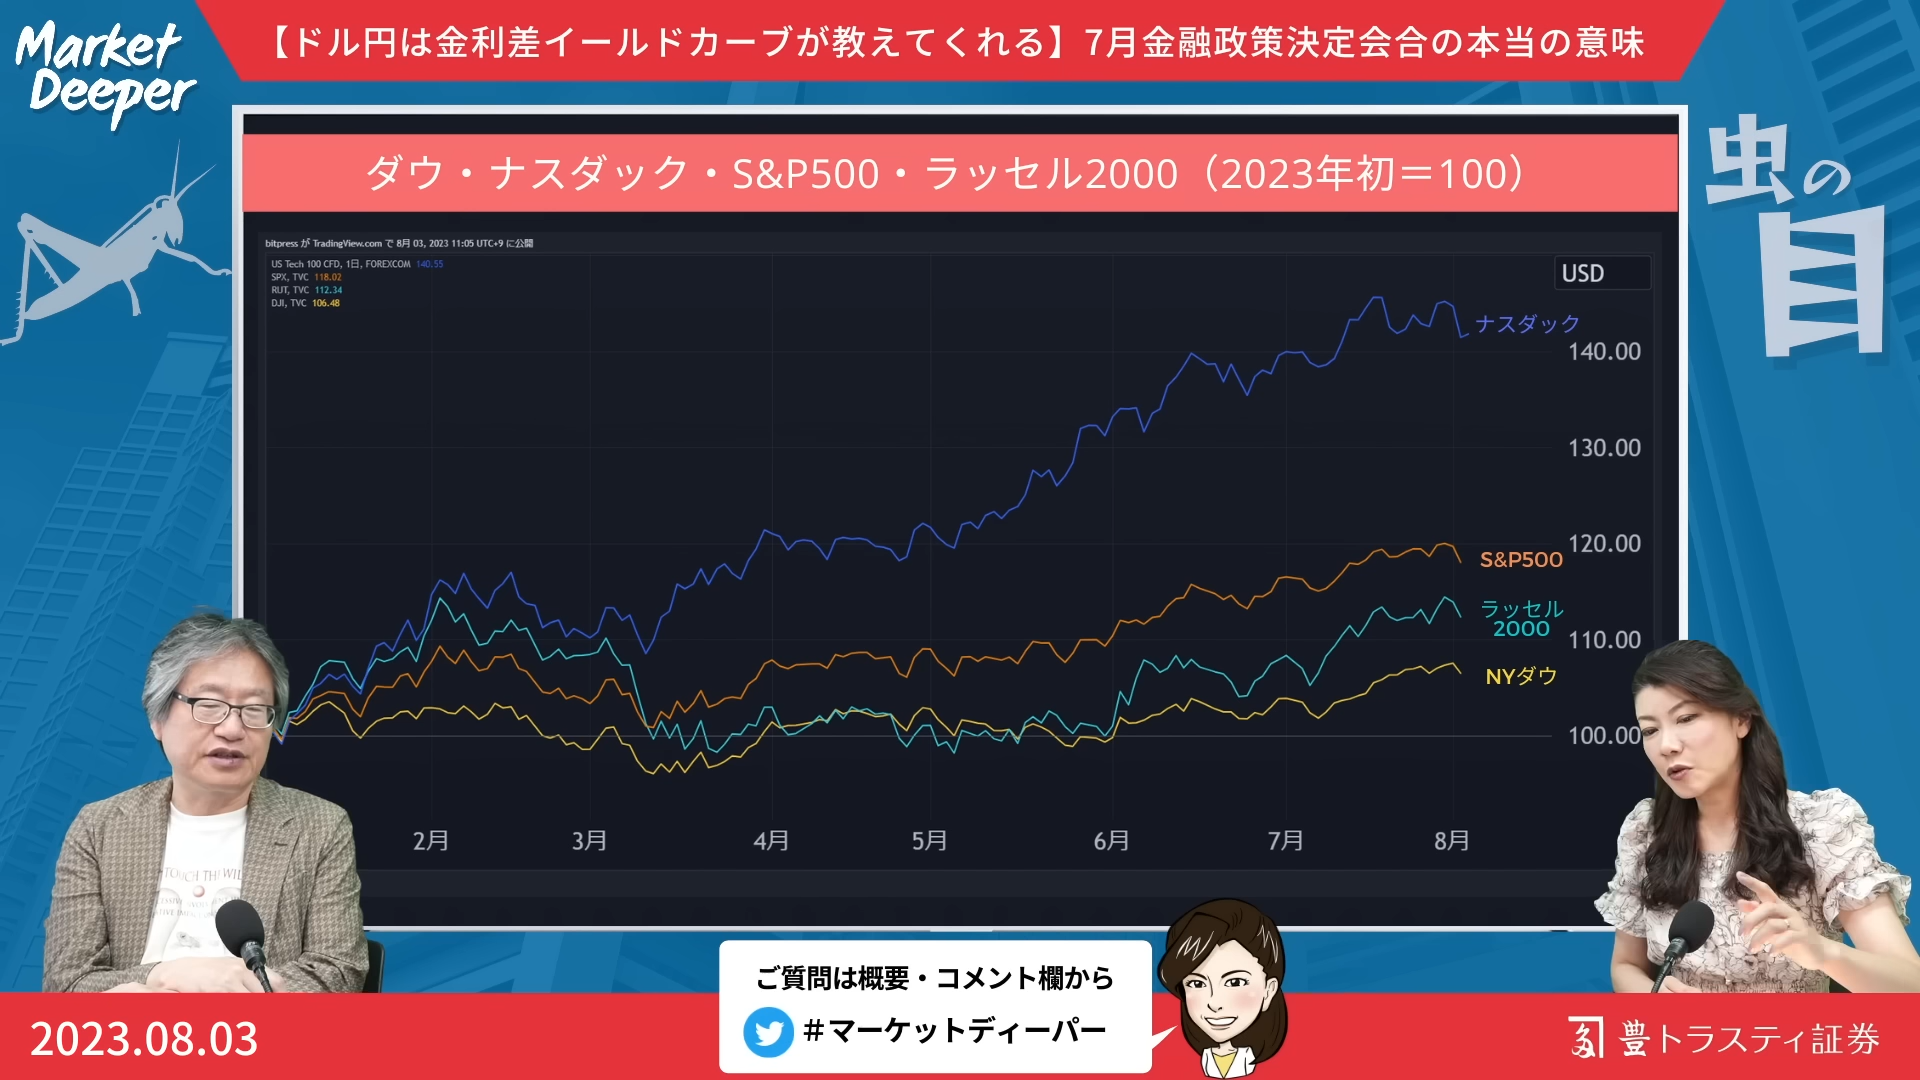 Market
Deeper
【ドル円は金利差イールドカーブが教えてくれる】7月金融政策決定会合の本当の意味
虫の目
ダウ・ナスダック・S&P500・ラッセル2000（2023年初＝100）
bitpress が TradingView.com で 8月 03, 2023 11:05 UTC+9 に公開
US Tech 100 CFD, 1日, FOREXCOM 140.55
SPX, TVC 118.02
RUT, TVC 112.34
DJI, TVC 106.48
USD
ナスダック
140.00
130.00
120.00
S&P500
ラッセル
2000
110.00
NYダウ
100.00
2月 3月 4月 5月 6月 7月 8月
TOUCH THE WIL
ご質問は概要・コメント欄から
＃マーケットディーパー
2023.08.03
豊トラスティ証券